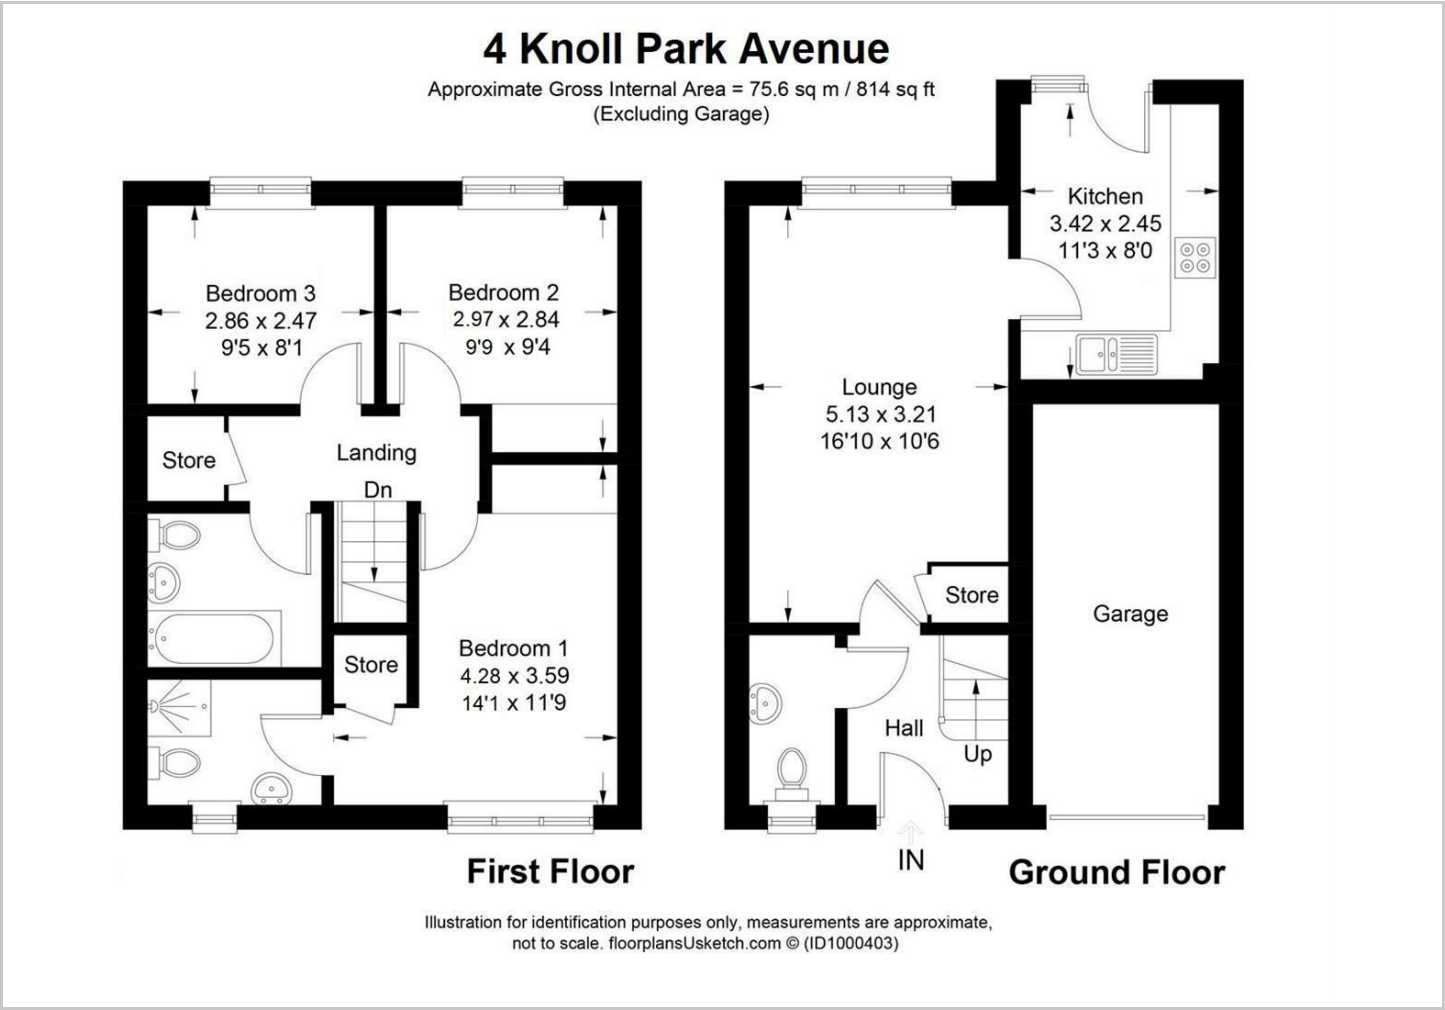 4 Knoll Park Avenue
Approximate Gross Internal Area = 75.6 sq m / 814 sq ft
(Excluding Garage)
Bedroom 3
2.86 x 2.47
9'5 x 8'1
Bedroom 2
2.97 x 2.84
9'9 x 9'4
Store
Landing
Dn
Store
Bedroom 1
4.28 x 3.59
14'1 x 11'9
First Floor
Kitchen
3.42 x 2.45
11'3 x 8'0
Lounge
5.13 x 3.21
16'10 x 10'6
Store
Garage
Hall
Up
IN
Ground Floor
Illustration for identification purposes only, measurements are approximate,
not to scale. floorplansUsketch.com © (ID1000403)